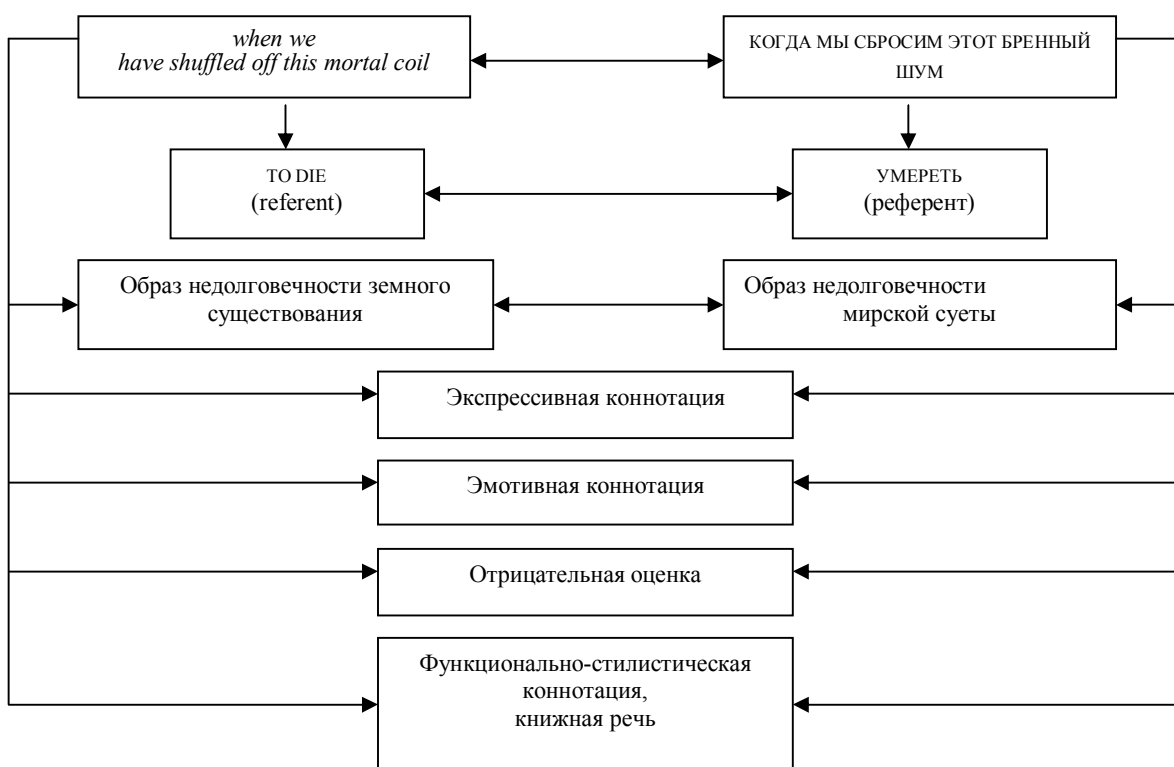 when we
have shuffled off this mortal coil
КОГДА МЫ СБРОСИМ ЭТОТ БРЕННЫЙ
ШУМ
TO DIE
(referent)
УМЕРЕТЬ
(референт)
Образ недолговечности земного
существования
Образ недолговечности
мирской суеты
Экспрессивная коннотация
Эмотивная коннотация
Отрицательная оценка
Функционально-стилистическая
коннотация,
книжная речь